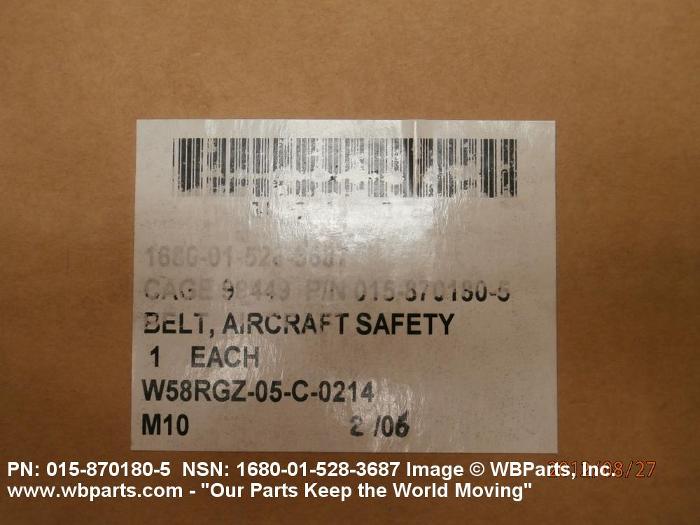 1680-01-528-3687
CAGE 98449 P/N 015-870180-5
BELT, AIRCRAFT SAFETY
1 EACH
W58RGZ-05-C-0214
M10 2 /06
PN: 015-870180-5 NSN: 1680-01-528-3687 Image © WBParts, Inc.
www.wbparts.com - "Our Parts Keep the World Moving"